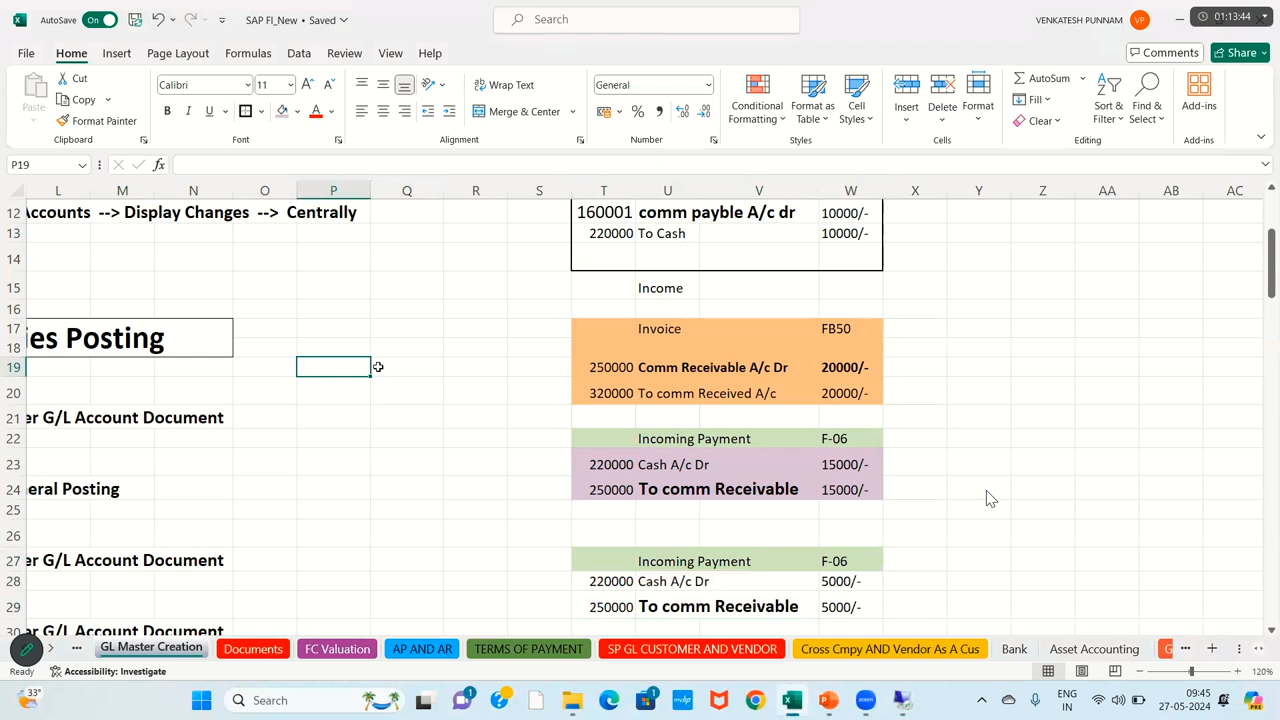 AutoSave On SAP FI_New • Saved Search VENKATESH PUNNAM VP 01:13:44
File Home Insert Page Layout Formulas Data Review View Help Comments Share
Paste Cut Copy Format Painter Clipboard
Calibri 11 B I U Font
Wrap Text Merge & Center Alignment
General % Number
Conditional Formatting Format as Table Cell Styles Styles
Insert Delete Format Cells
AutoSum Fill Clear Sort & Filter Find & Select Editing
Add-ins Add-ins
P19 fx
L M N O P Q R S T U V W X Y Z AA AB AC
12 Accounts --> Display Changes --> Centrally 160001 comm payble A/c dr 10000/-
13 220000 To Cash 10000/-
14
15 Income
16
17 ies Posting Invoice FB50
18
19 250000 Comm Receivable A/c Dr 20000/-
20 320000 To comm Received A/c 20000/-
21 er G/L Account Document
22 Incoming Payment F-06
23 220000 Cash A/c Dr 15000/-
24 eral Posting 250000 To comm Receivable 15000/-
25
26
27 er G/L Account Document Incoming Payment F-06
28 220000 Cash A/c Dr 5000/-
29 250000 To comm Receivable 5000/-
30 er G/L Account Document
GL Master Creation Documents FC Valuation AP AND AR TERMS OF PAYMENT SP GL CUSTOMER AND VENDOR Cross Cmpy AND Vendor As A Cus Bank Asset Accounting G
Ready Accessibility: Investigate 120%
33° Search 1 1 ENG IN 09:45 27-05-2024